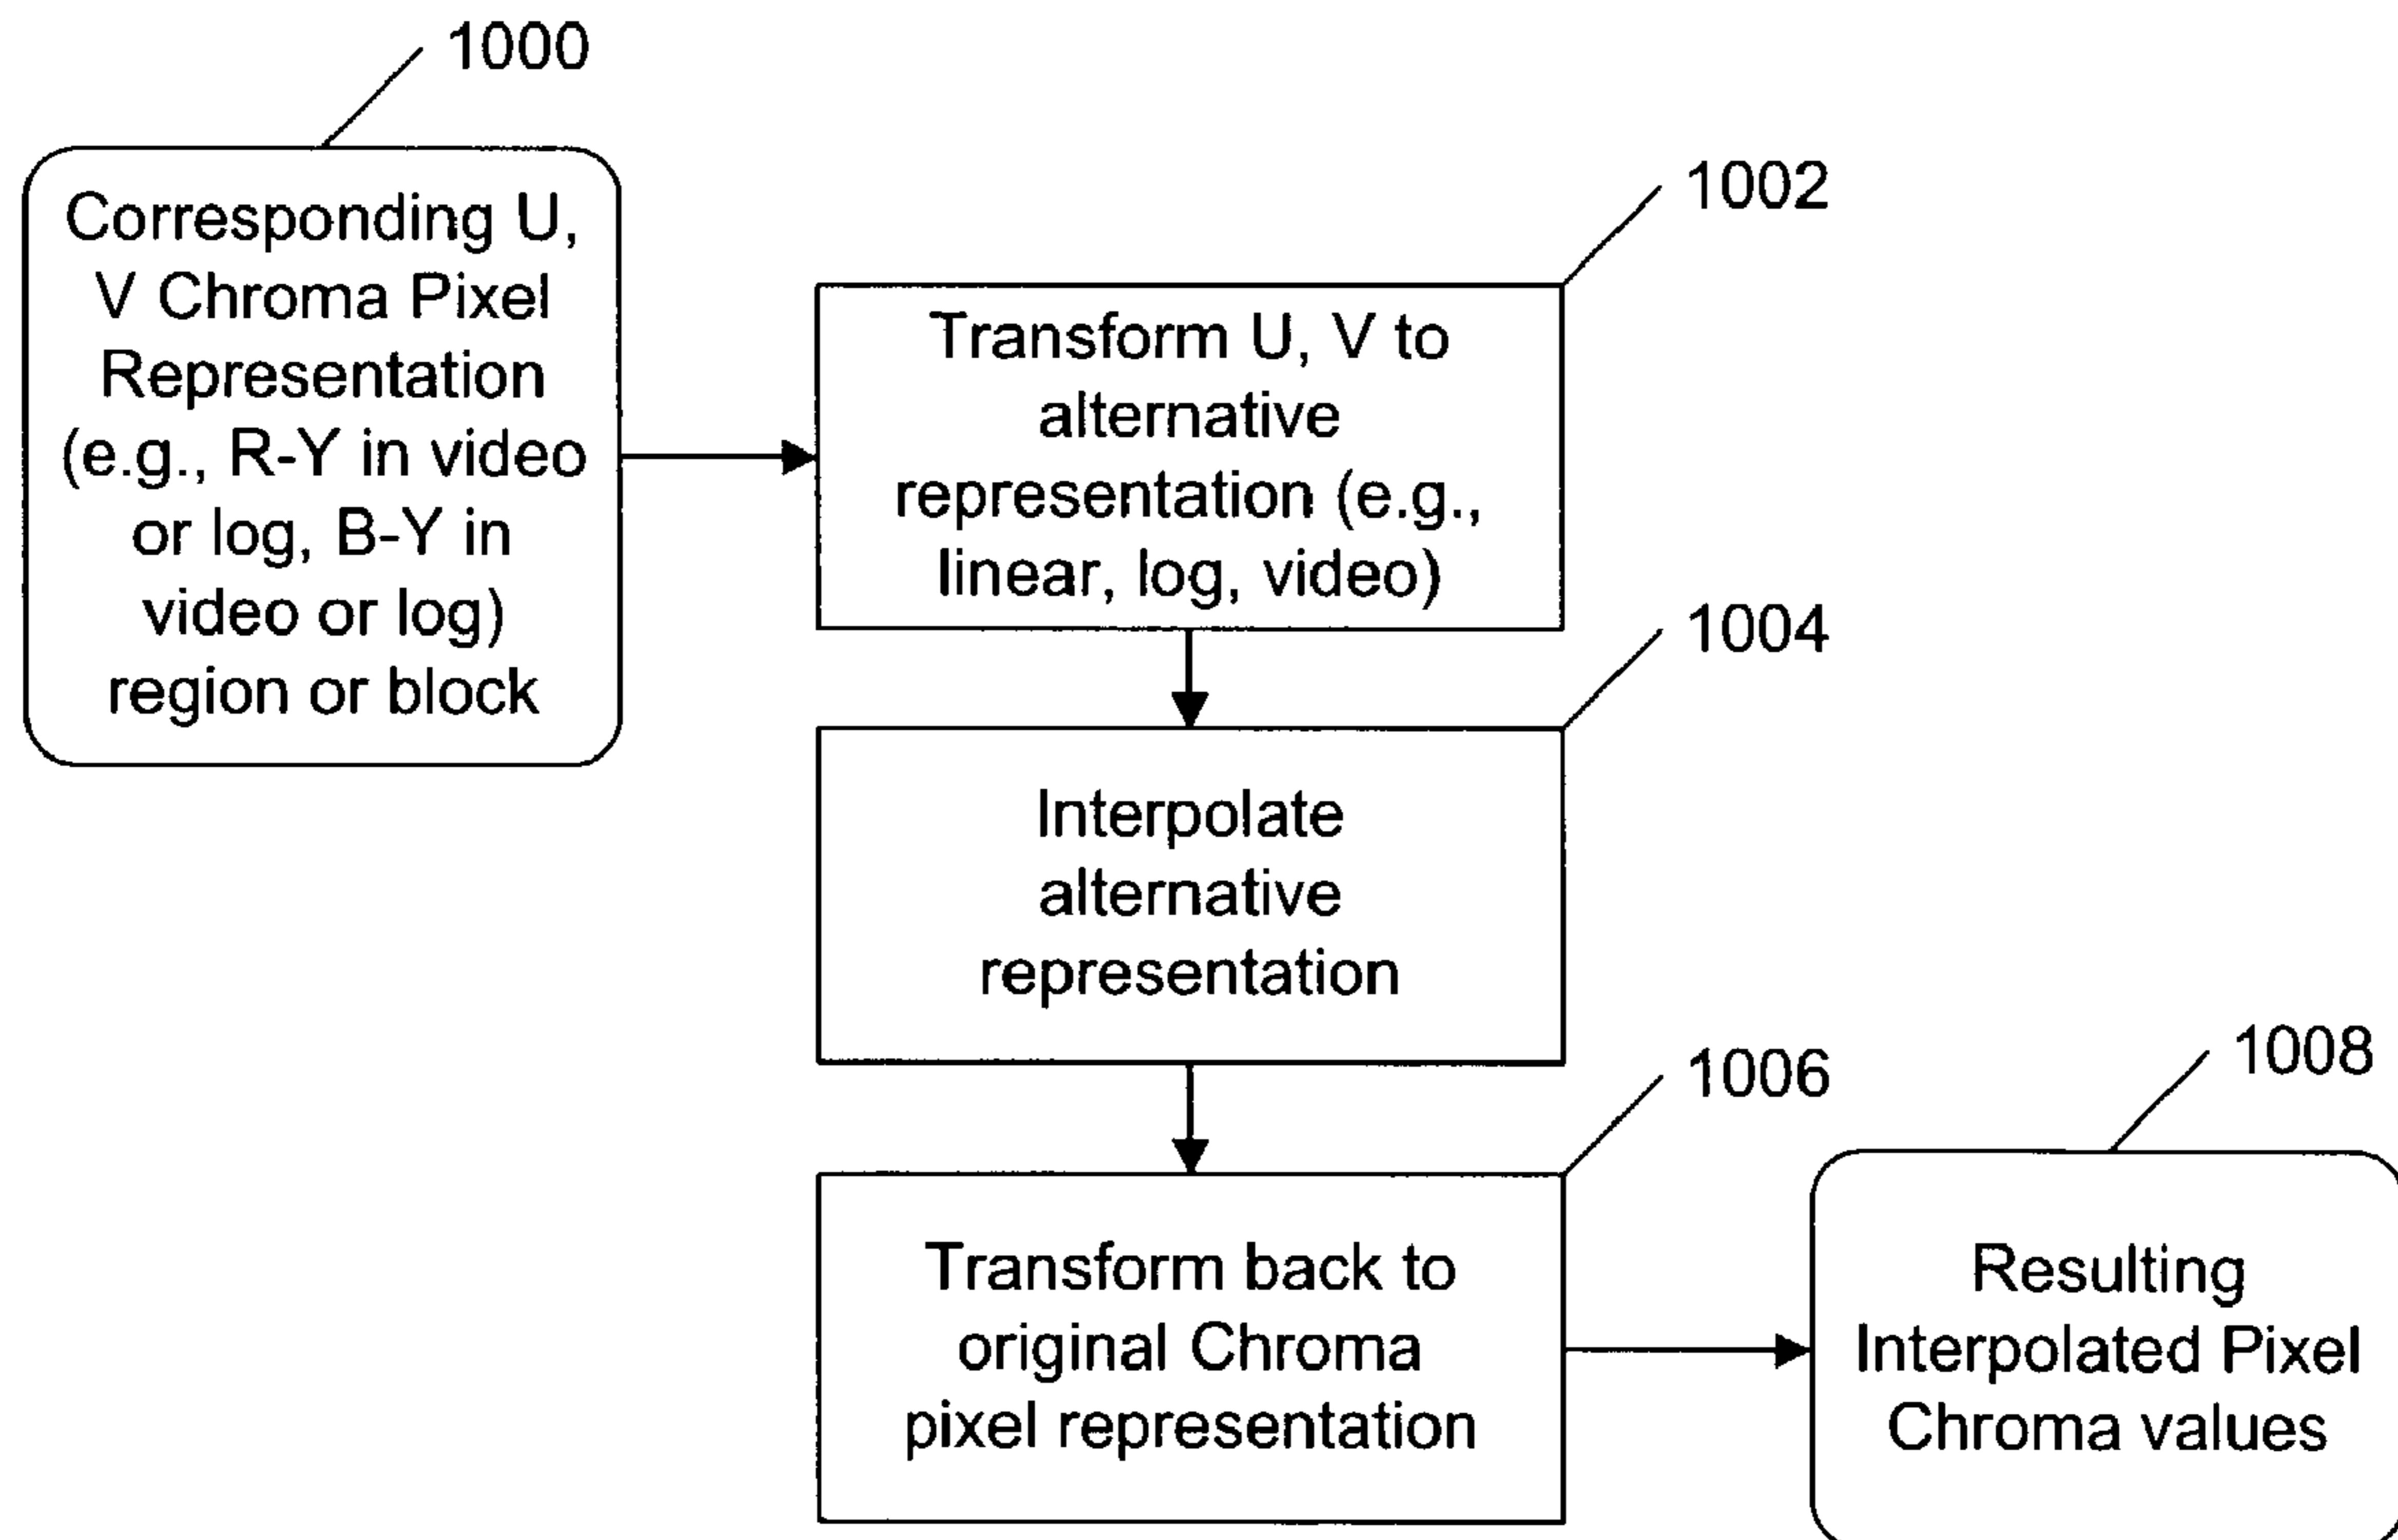 1000
Corresponding U,
V Chroma Pixel
Representation
(e.g., R-Y in video
or log, B-Y in
video or log)
region or block
1002
Transform U, V to
alternative
representation (e.g.,
linear, log, video)
1004
Interpolate
alternative
representation
1006
Transform back to
original Chroma
pixel representation
1008
Resulting
Interpolated Pixel
Chroma values